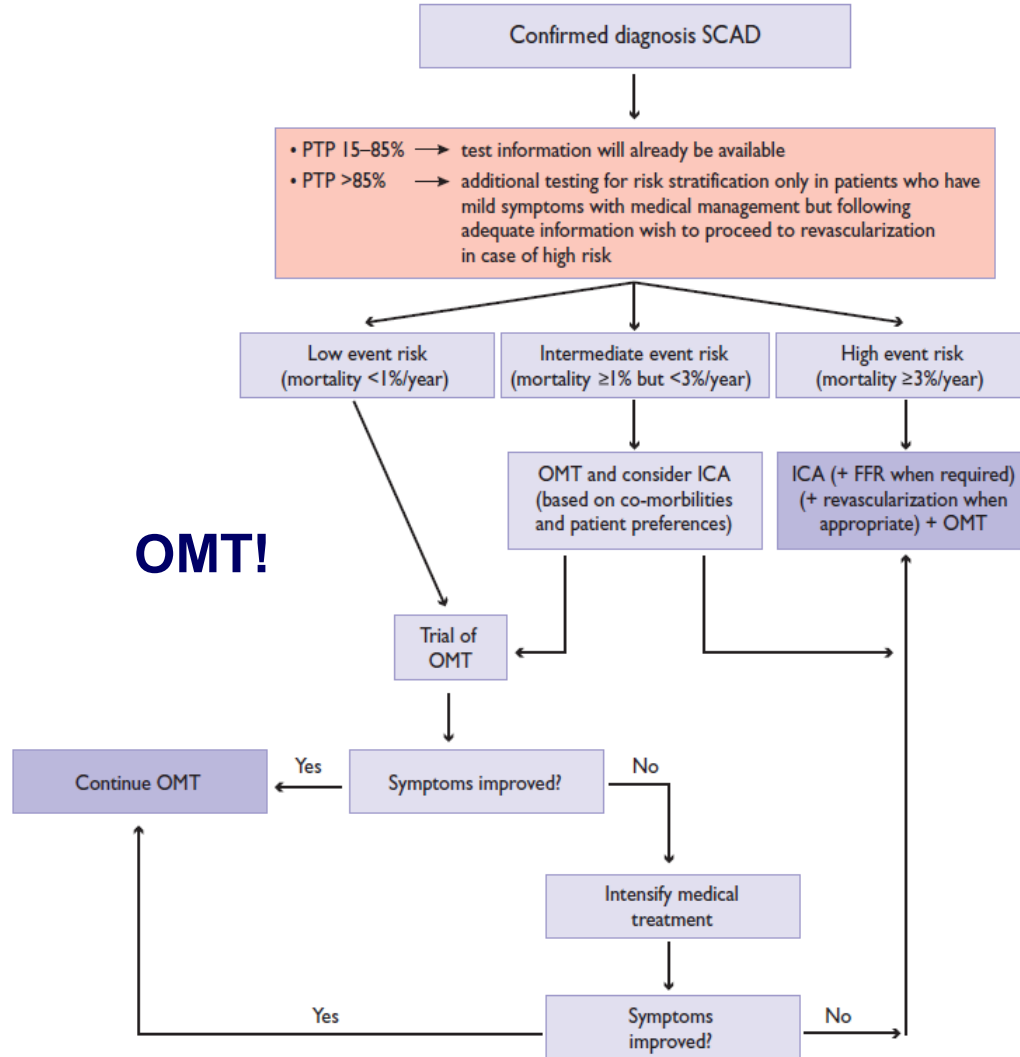 Confirmed diagnosis SCAD
• PTP 15–85% → test information will already be available
• PTP >85% → additional testing for risk stratification only in patients who have
mild symptoms with medical management but following
adequate information wish to proceed to revascularization
in case of high risk
Low event risk
(mortality <1%/year)
Intermediate event risk
(mortality ≥1% but <3%/year)
High event risk
(mortality ≥3%/year)
OMT and consider ICA
(based on co-morbilities
and patient preferences)
ICA (+ FFR when required)
(+ revascularization when
appropriate) + OMT
OMT!
Trial of
OMT
Continue OMT
Yes
Symptoms improved?
No
Intensify medical
treatment
Yes
Symptoms
improved?
No